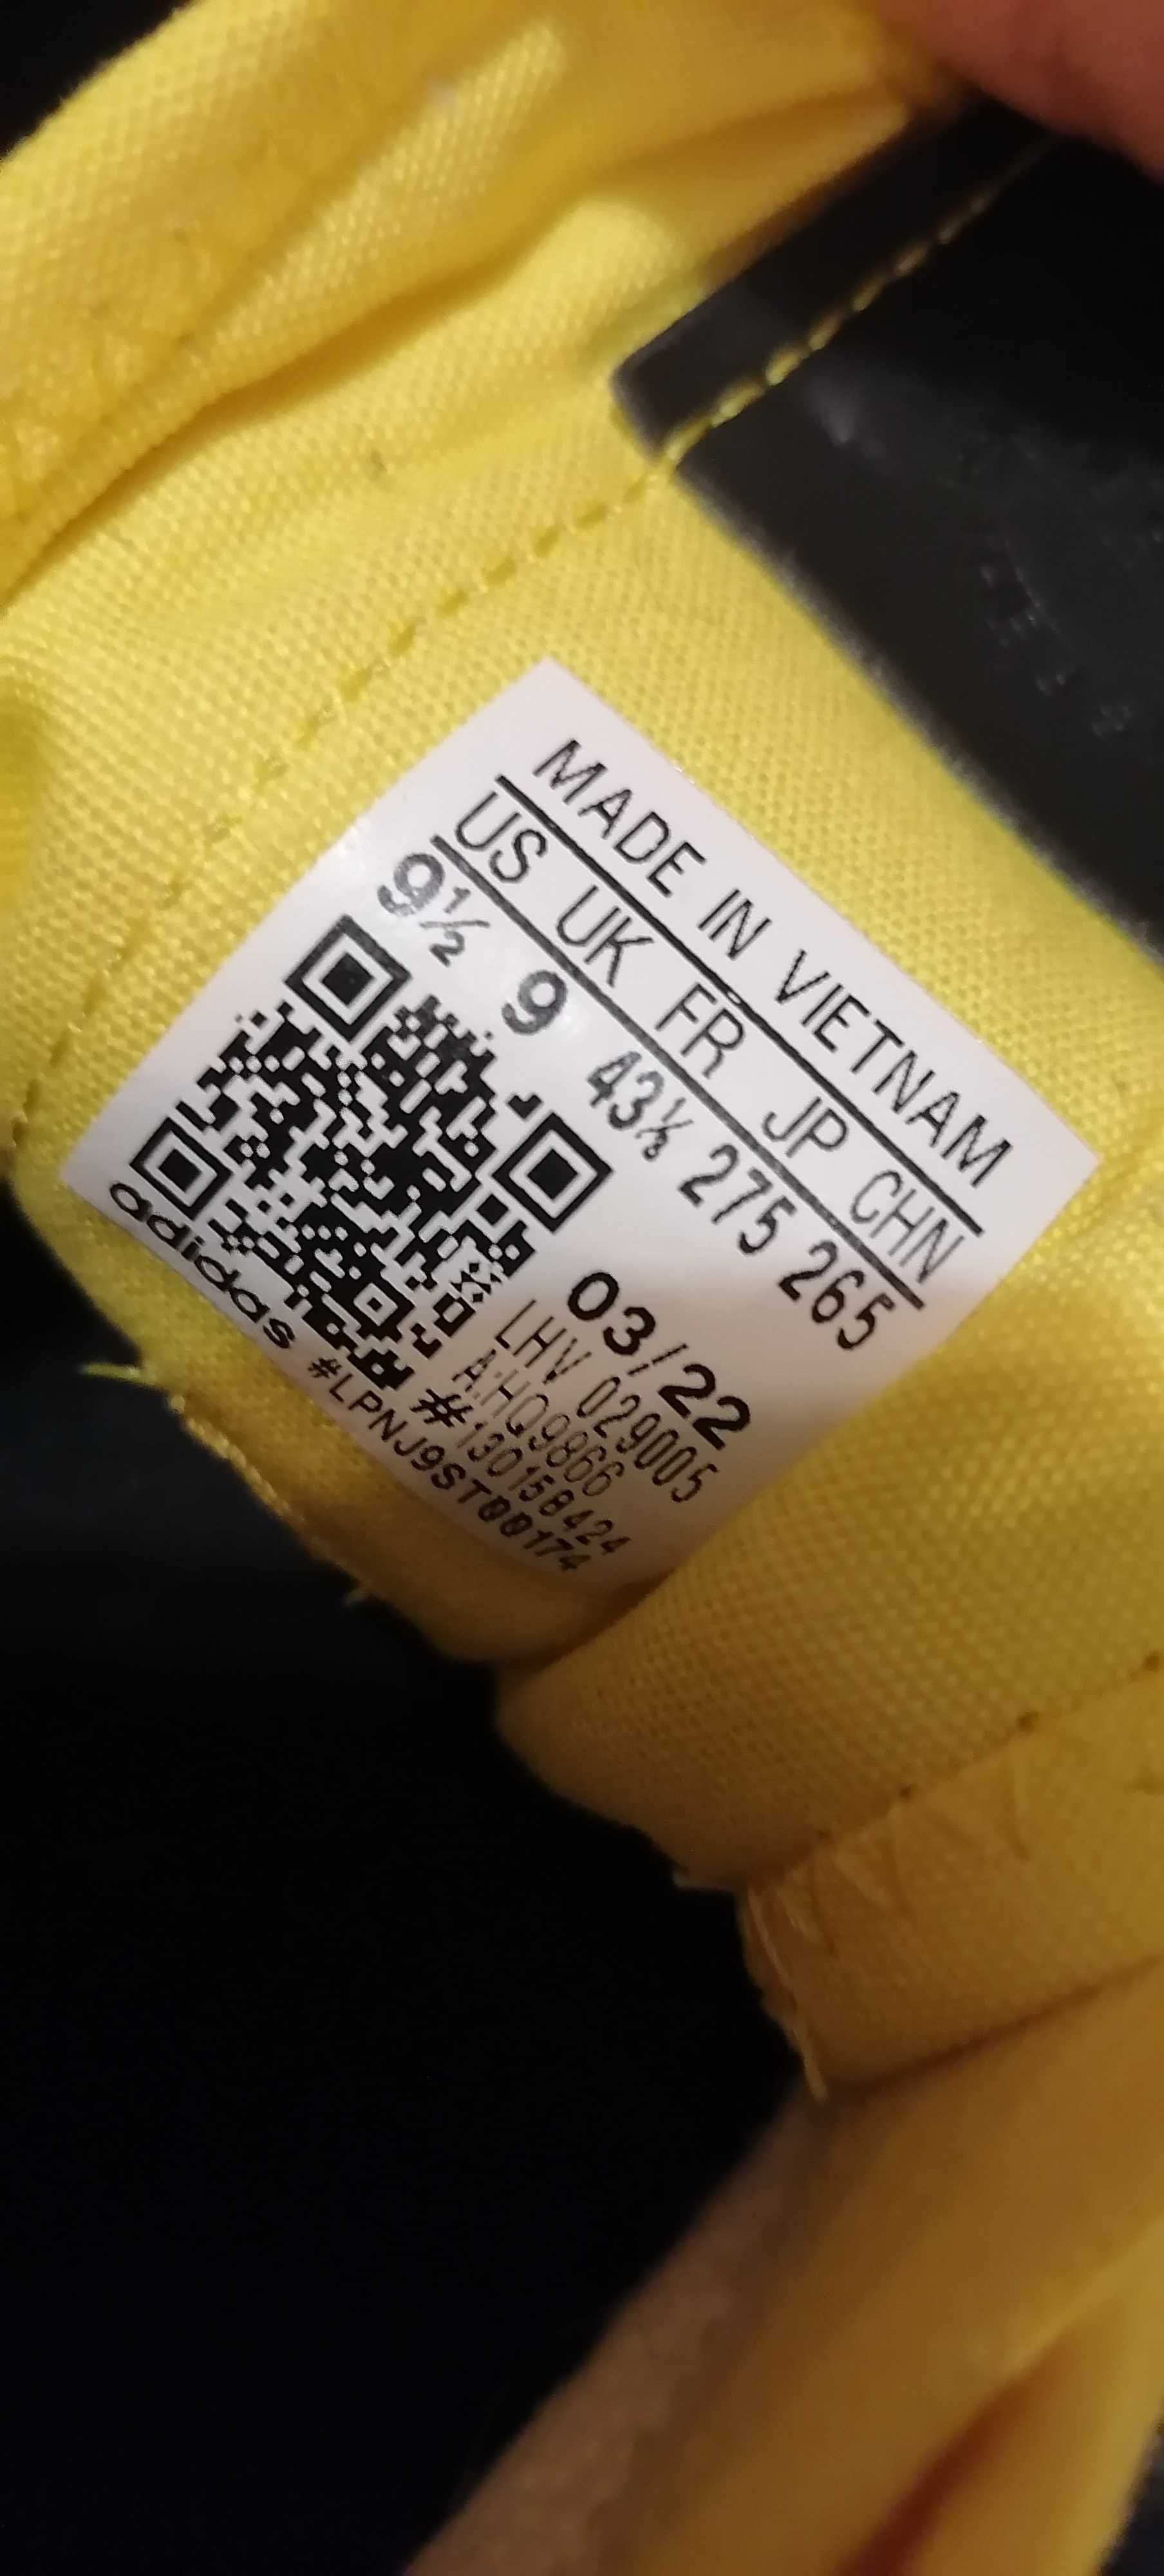 MADE IN VIETNAM
US UK FR JP CHN
9½ 9 43⅓ 275 265
03/22
LHV 029005
A:HQ9866
#130158424
#LPNJ9ST00174
adidas